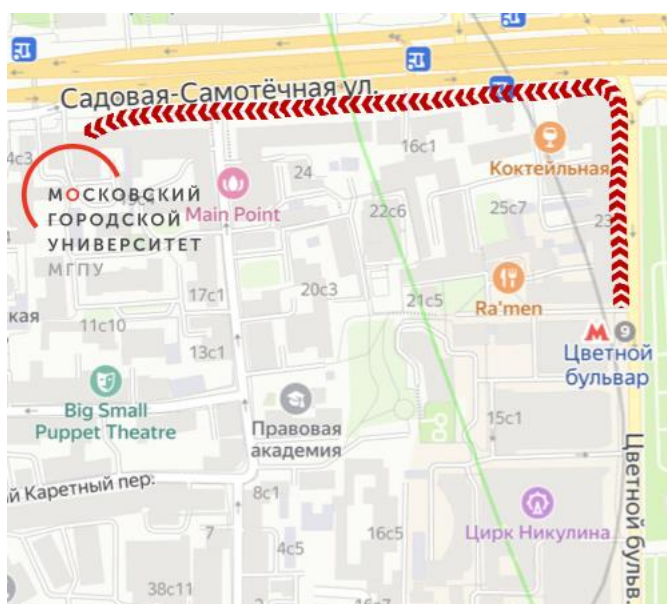 Садовая-Самотёчная ул.
4с3
МОСКОВСКИЙ
ГОРОДСКОЙ
УНИВЕРСИТЕТ
МГПУ
Main Point
24
16с1
Коктейльная
22с6
25с7
23
17с1
20с3
21с5
Ra'men
кая
11с10
13с1
М 9
Цветной
бульвар
Big Small
Puppet Theatre
Правовая
академия
15с1
Цветной бульв.
й Каретный пер.
8с1
7
4с5
16с5
Цирк Никулина
38с11